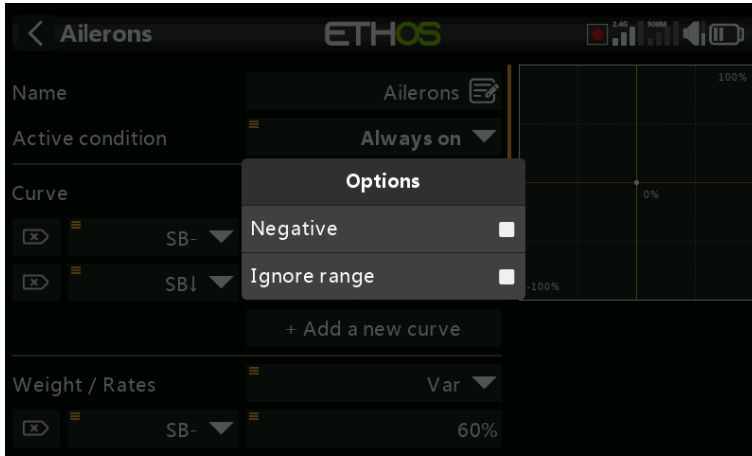 Ailerons
ETHOS
2.4G
900M
Name
Ailerons
100%
Active condition
Always on
Options
Curve
0%
SB-
Negative
SB↓
Ignore range
-100%
+ Add a new curve
Weight / Rates
Var
SB-
60%